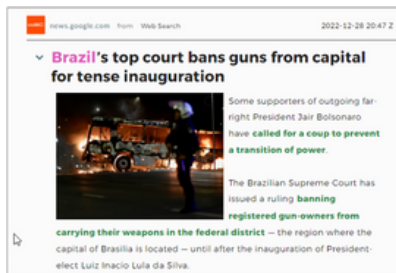 news.google.com from Web Search 2022-12-28 20:47 Z
Brazil's top court bans guns from capital
for tense inauguration
Some supporters of outgoing far-
right President Jair Bolsonaro
have called for a coup to prevent
a transition of power.
The Brazilian Supreme Court has
issued a ruling banning
registered gun-owners from
carrying their weapons in the federal district — the region where the
capital of Brasilia is located — until after the inauguration of President-
elect Luiz Inacio Lula da Silva.